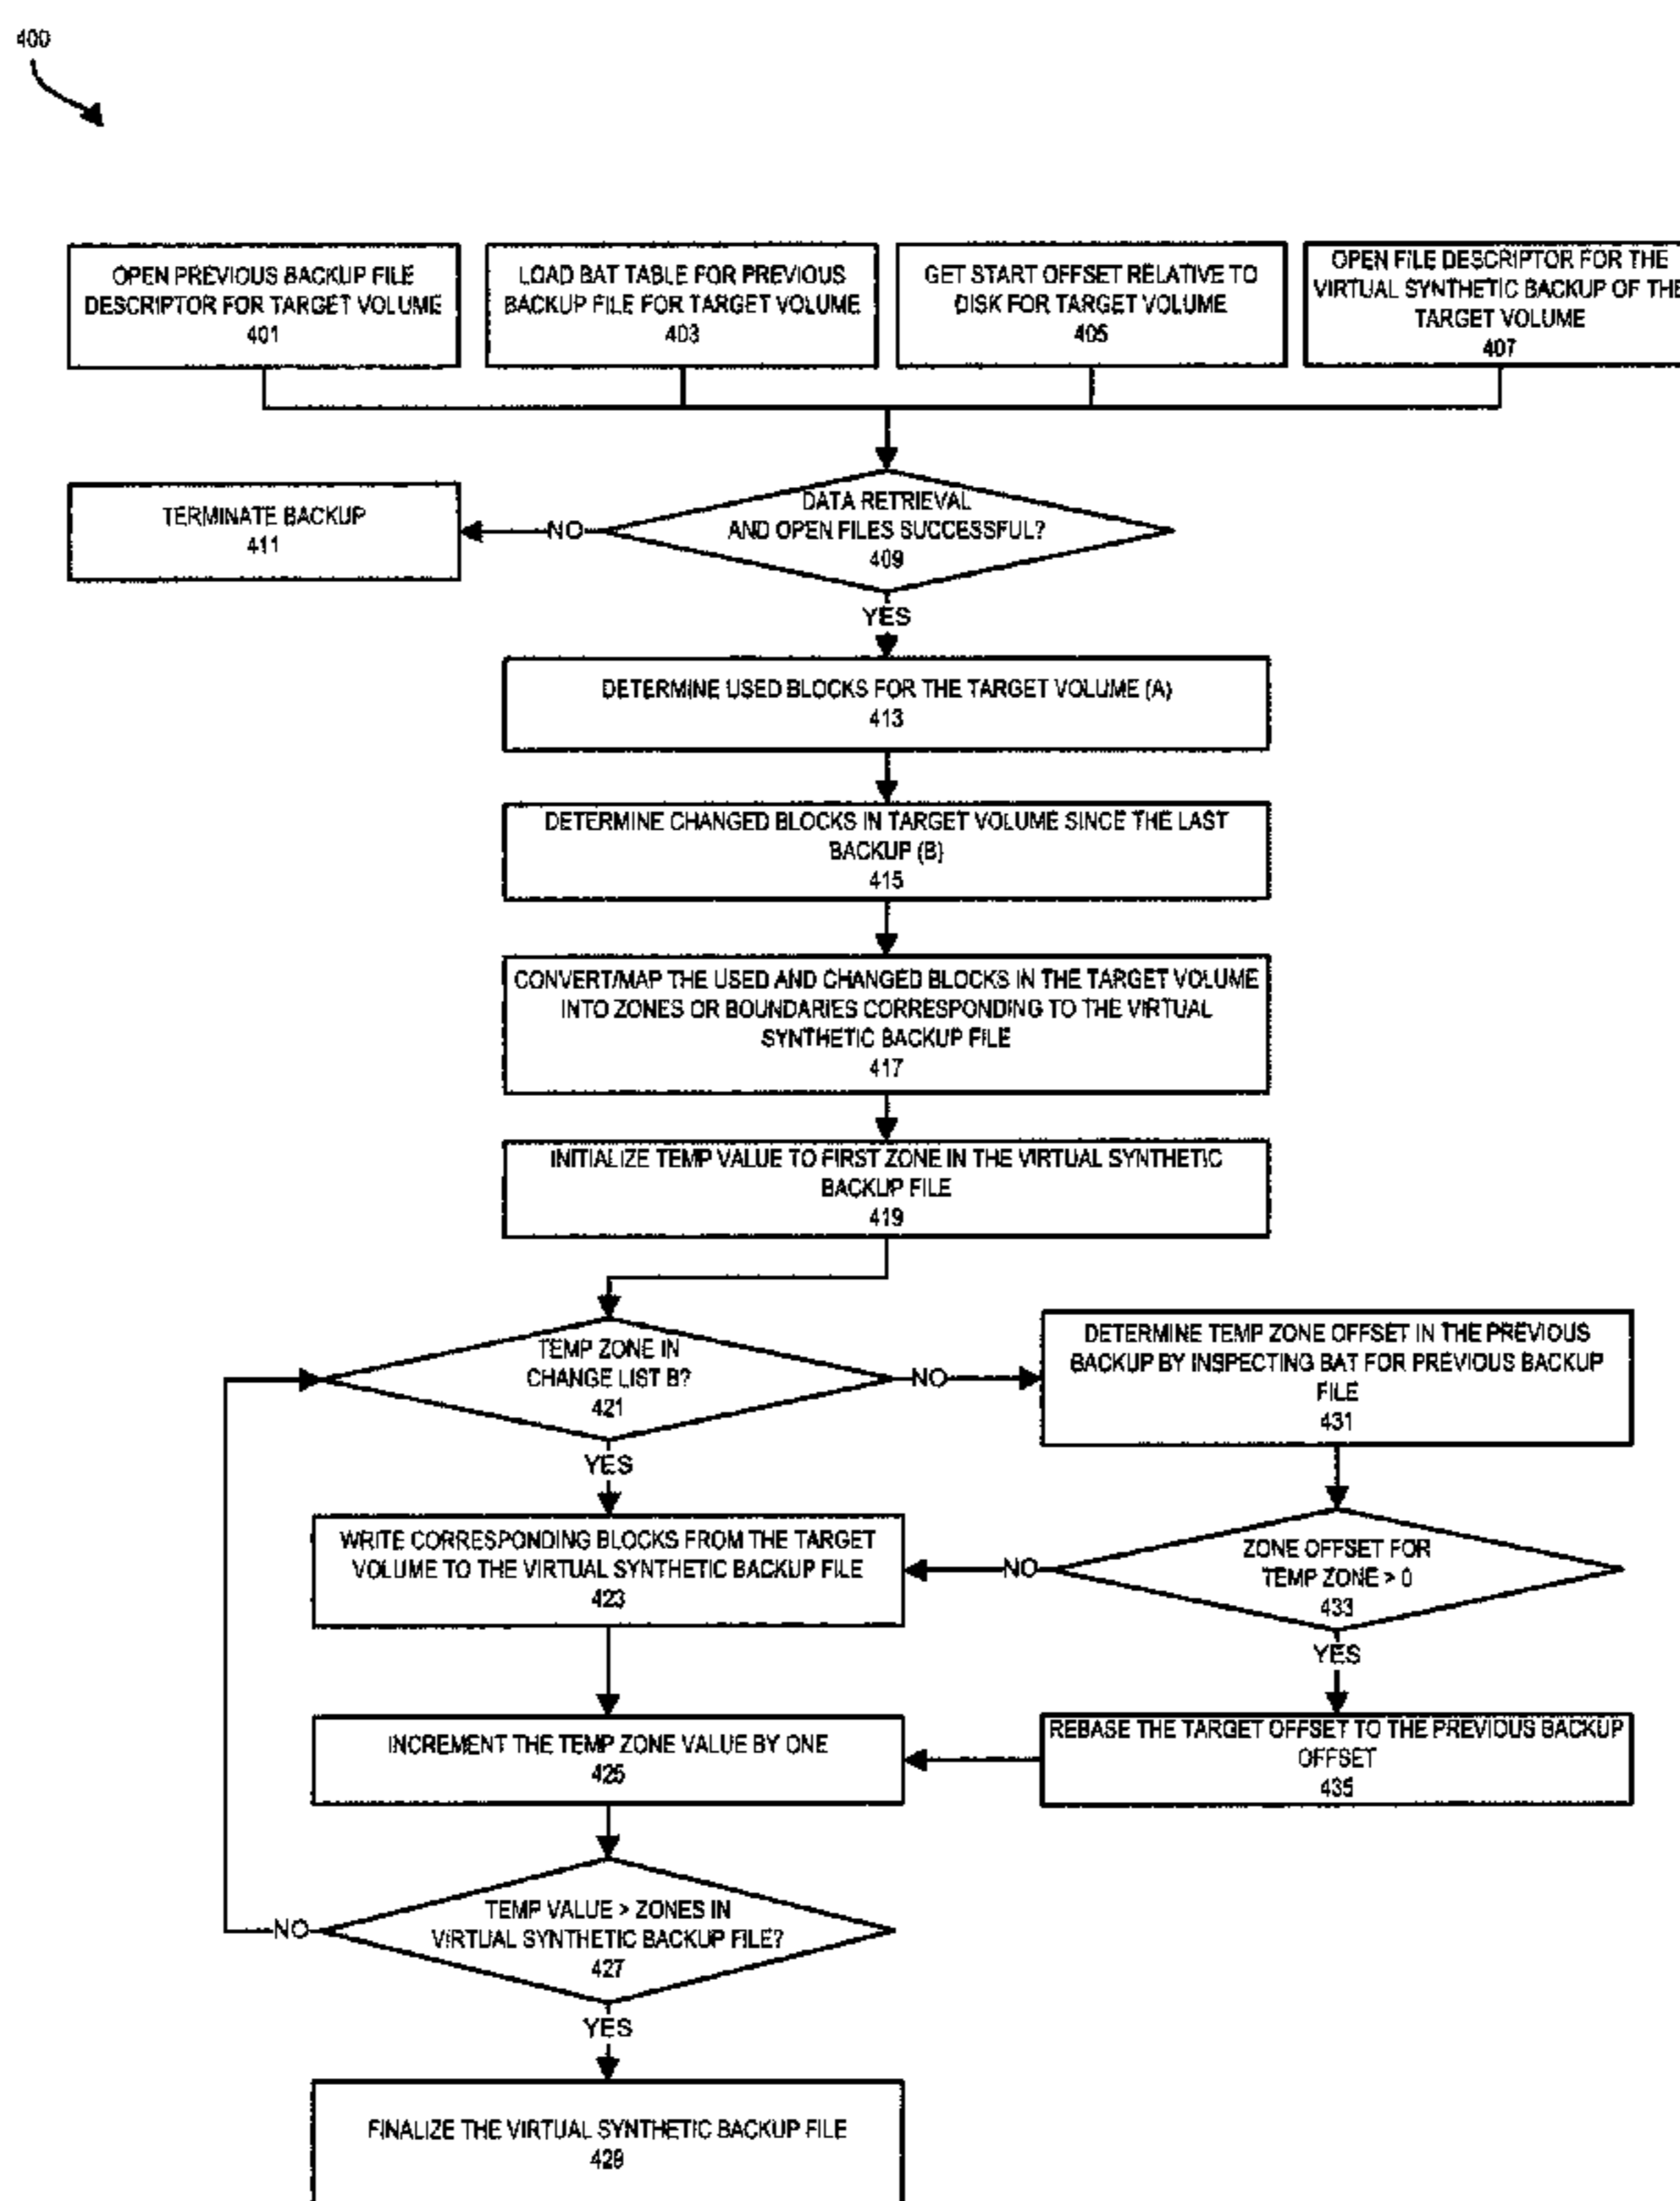 400
OPEN PREVIOUS BACKUP FILE
DESCRIPTOR FOR TARGET VOLUME
401
LOAD BAT TABLE FOR PREVIOUS
BACKUP FILE FOR TARGET VOLUME
403
GET START OFFSET RELATIVE TO
DISK FOR TARGET VOLUME
405
OPEN FILE DESCRIPTOR FOR THE
VIRTUAL SYNTHETIC BACKUP OF THE
TARGET VOLUME
407
DATA RETRIEVAL
AND OPEN FILES SUCCESSFUL?
409
NO
TERMINATE BACKUP
411
YES
DETERMINE USED BLOCKS FOR THE TARGET VOLUME (A)
413
DETERMINE CHANGED BLOCKS IN TARGET VOLUME SINCE THE LAST
BACKUP (B)
415
CONVERT/MAP THE USED AND CHANGED BLOCKS IN THE TARGET VOLUME
INTO ZONES OR BOUNDARIES CORRESPONDING TO THE VIRTUAL
SYNTHETIC BACKUP FILE
417
INITIALIZE TEMP VALUE TO FIRST ZONE IN THE VIRTUAL SYNTHETIC
BACKUP FILE
419
TEMP ZONE IN
CHANGE LIST B?
421
NO
DETERMINE TEMP ZONE OFFSET IN THE PREVIOUS
BACKUP BY INSPECTING BAT FOR PREVIOUS BACKUP
FILE
431
YES
WRITE CORRESPONDING BLOCKS FROM THE TARGET
VOLUME TO THE VIRTUAL SYNTHETIC BACKUP FILE
423
NO
ZONE OFFSET FOR
TEMP ZONE > 0
433
YES
INCREMENT THE TEMP ZONE VALUE BY ONE
425
REBASE THE TARGET OFFSET TO THE PREVIOUS BACKUP
OFFSET
435
TEMP VALUE > ZONES IN
VIRTUAL SYNTHETIC BACKUP FILE?
427
NO
YES
FINALIZE THE VIRTUAL SYNTHETIC BACKUP FILE
429